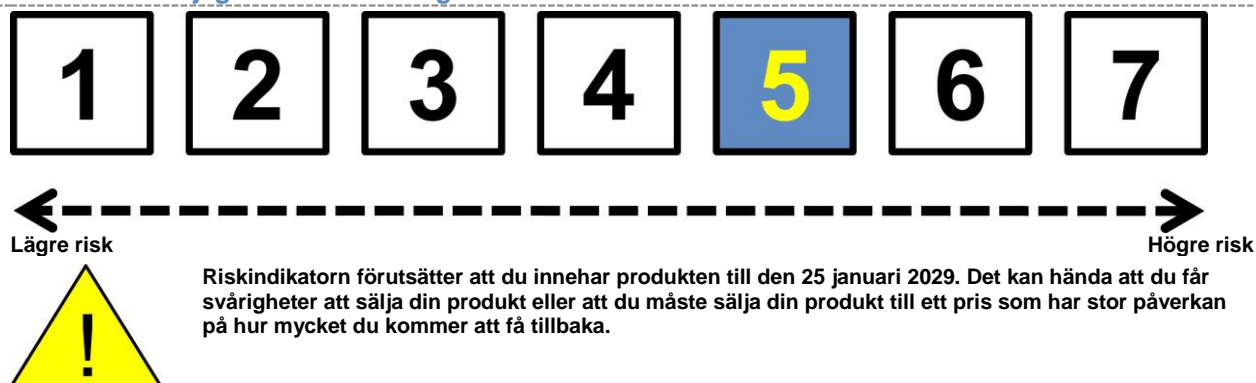 1 2 3 4 5 6 7
Lägre risk Högre risk
!
Riskindikatorn förutsätter att du innehar produkten till den 25 januari 2029. Det kan hända att du får
svårigheter att sälja din produkt eller att du måste sälja din produkt till ett pris som har stor påverkan
på hur mycket du kommer att få tillbaka.